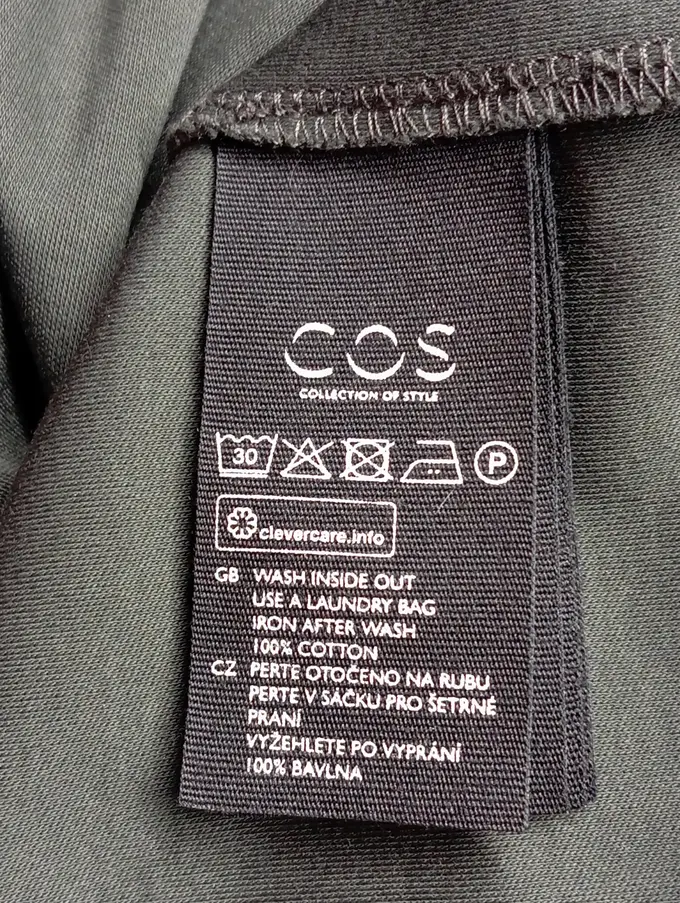 COS
COLLECTION OF STYLE
30 P
clevercare.info
GB WASH INSIDE OUT
USE A LAUNDRY BAG
IRON AFTER WASH
100% COTTON
CZ PERTE OTOČENO NA RUBU
PERTE V SÁČKU PRO ŠETRNÉ
PRANÍ
VYŽEHLETE PO VYPRÁNÍ
100% BAVLNA